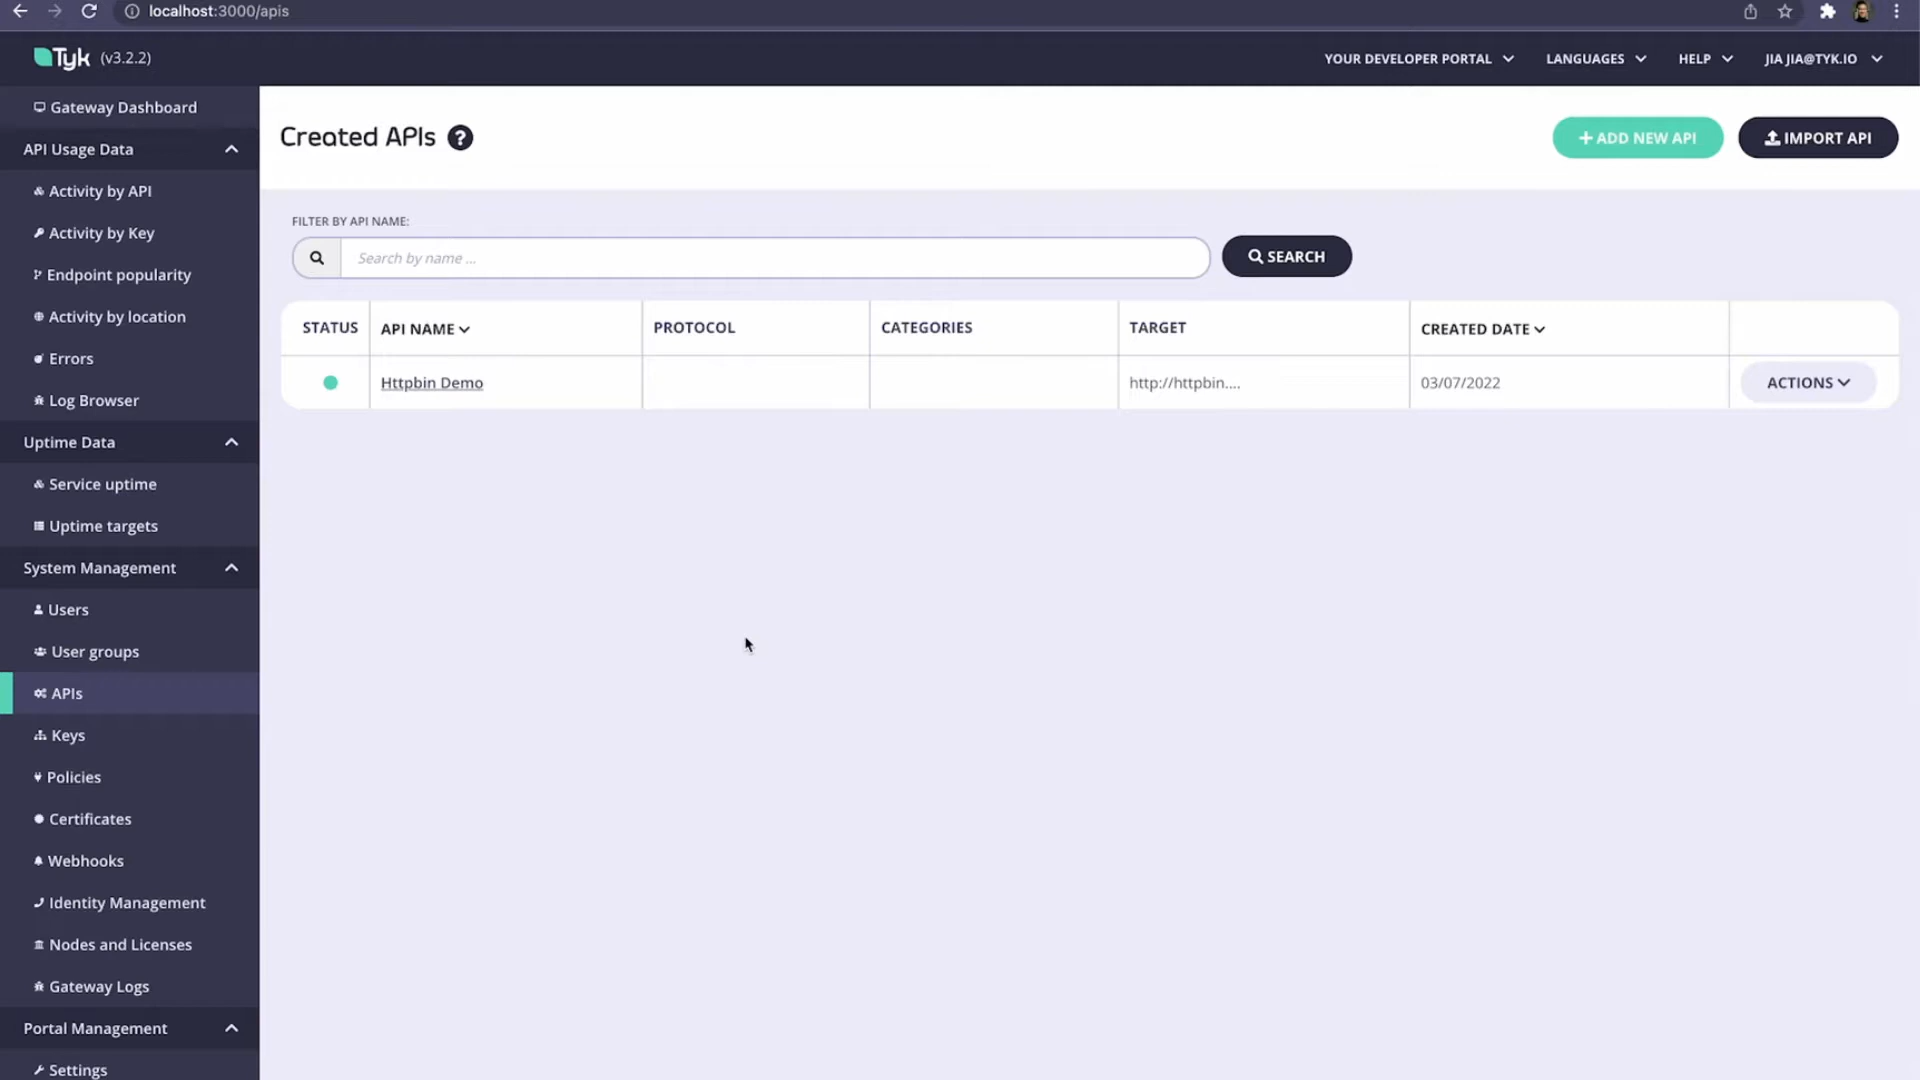 localhost:3000/apis
Tyk (v3.2.2)
YOUR DEVELOPER PORTAL
LANGUAGES
HELP
JIA JIA@TYK.IO
Gateway Dashboard
API Usage Data
Activity by API
Activity by Key
Endpoint popularity
Activity by location
Errors
Log Browser
Uptime Data
Service uptime
Uptime targets
System Management
Users
User groups
APIs
Keys
Policies
Certificates
Webhooks
Identity Management
Nodes and Licenses
Gateway Logs
Portal Management
Settings
Created APIs ?
+ ADD NEW API
IMPORT API
FILTER BY API NAME:
Search by name ...
SEARCH
STATUS API NAME PROTOCOL CATEGORIES TARGET CREATED DATE
Httpbin Demo http://httpbin.... 03/07/2022 ACTIONS